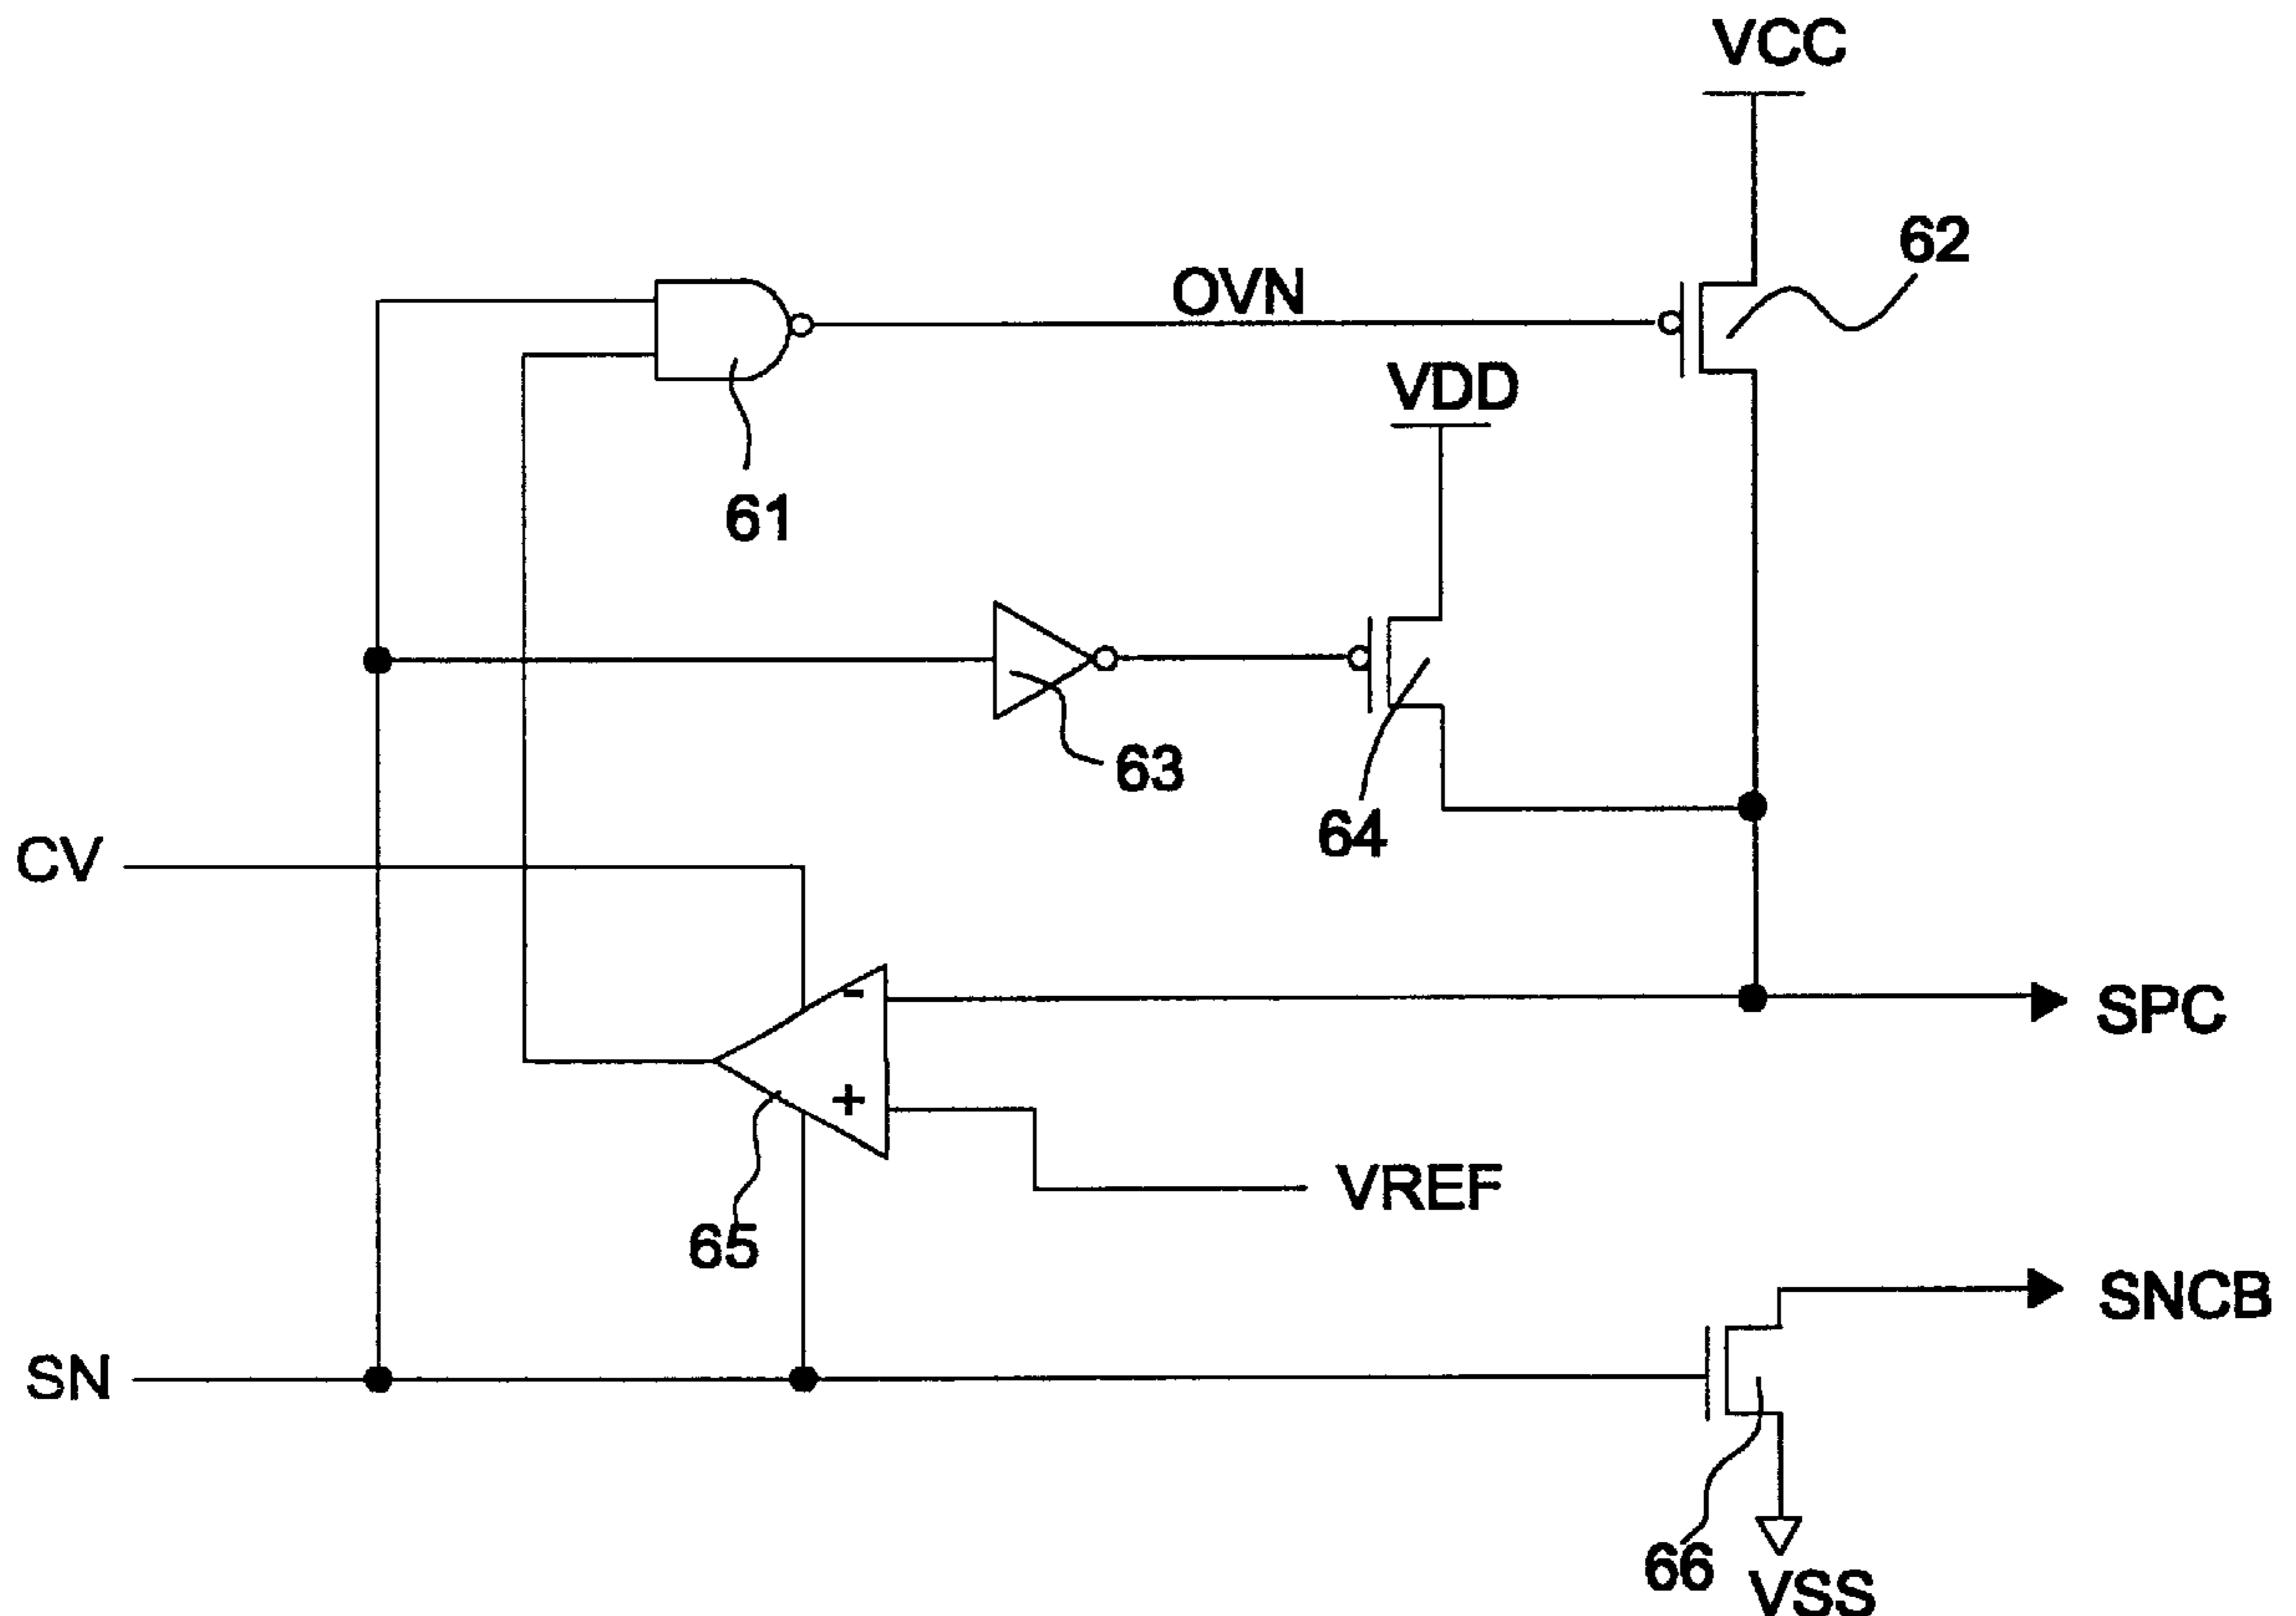 VCC
62
OVN
VDD
61
63
64
CV
-
SPC
+
VREF
65
SNCB
SN
66
VSS